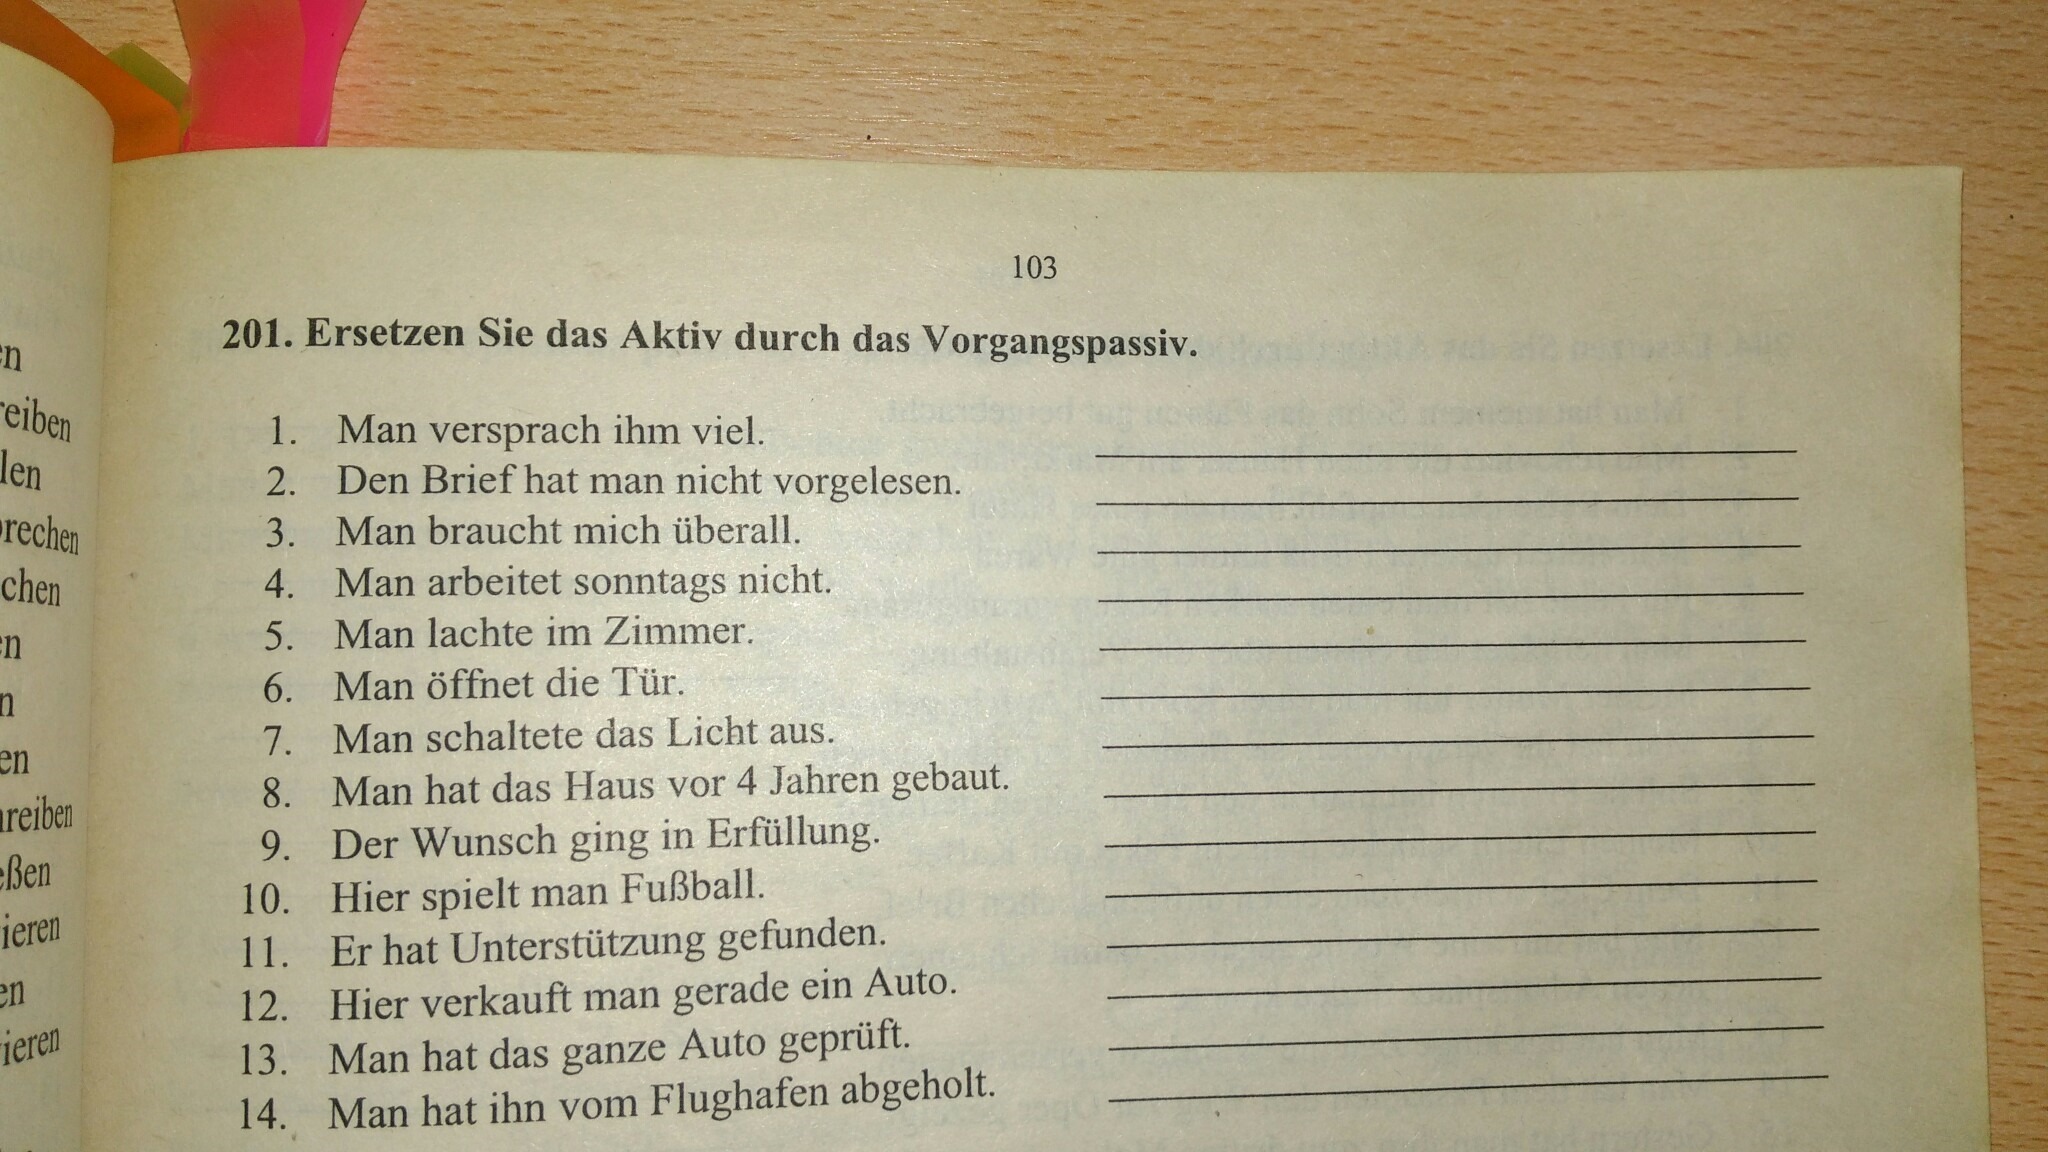 103
201. Ersetzen Sie das Aktiv durch das Vorgangspassiv.
1. Man versprach ihm viel.
2. Den Brief hat man nicht vorgelesen.
3. Man braucht mich überall.
4. Man arbeitet sonntags nicht.
5. Man lachte im Zimmer.
6. Man öffnet die Tür.
7. Man schaltete das Licht aus.
8. Man hat das Haus vor 4 Jahren gebaut.
9. Der Wunsch ging in Erfüllung.
10. Hier spielt man Fußball.
11. Er hat Unterstützung gefunden.
12. Hier verkauft man gerade ein Auto.
13. Man hat das ganze Auto geprüft.
14. Man hat ihn vom Flughafen abgeholt.